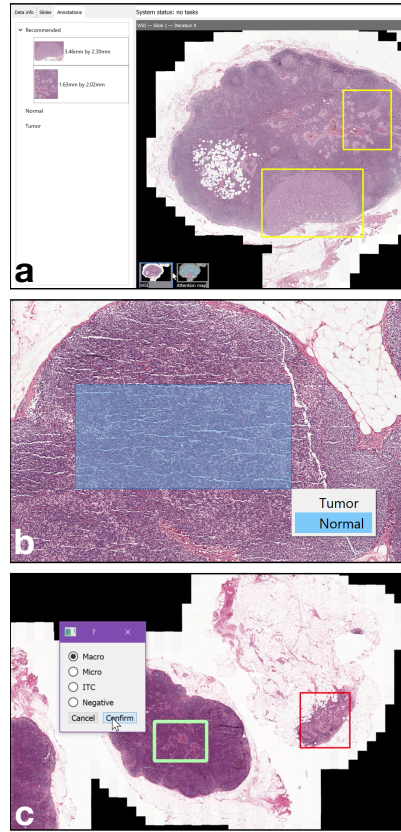 Data info Slides Annotations
System status: no tasks
WSI — Slide 1 — Iteration 0
Recommended
3.46mm by 2.30mm
1.63mm by 2.02mm
Normal
Tumor
WSI Attention map
a
Tumor
Normal
b
?
Macro
Micro
ITC
Negative
Cancel Confirm
c